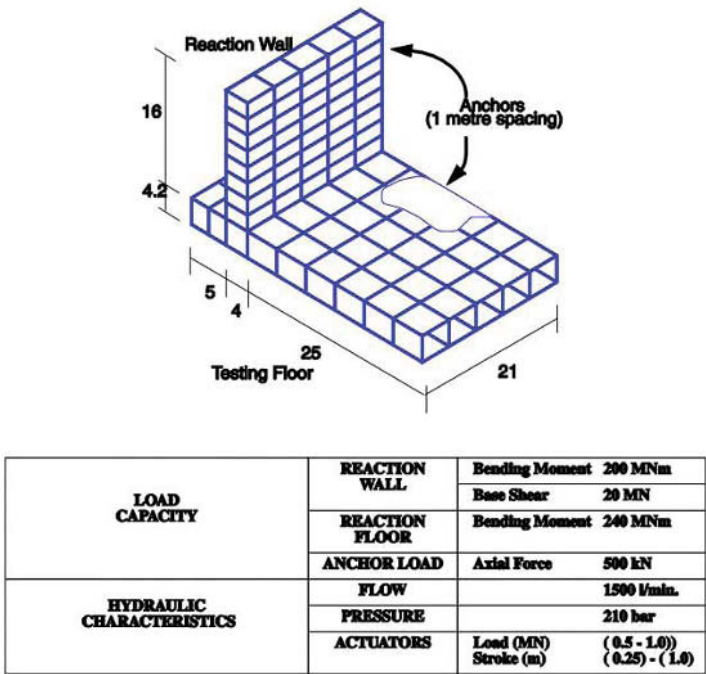 Reaction Wall
16
Anchors
(1 metre spacing)
4.2
5
4
25
Testing Floor
21
LOAD
CAPACITY
REACTION
WALL
Bending Moment 200 MNm
Base Shear 20 MN
REACTION
FLOOR
Bending Moment 240 MNm
ANCHOR LOAD Axial Force 500 kN
HYDRAULIC
CHARACTERISTICS
FLOW 1500 l/min.
PRESSURE 210 bar
ACTUATORS Load (MN) ( 0.5 - 1.0))
Stroke (m) ( 0.25) - ( 1.0)